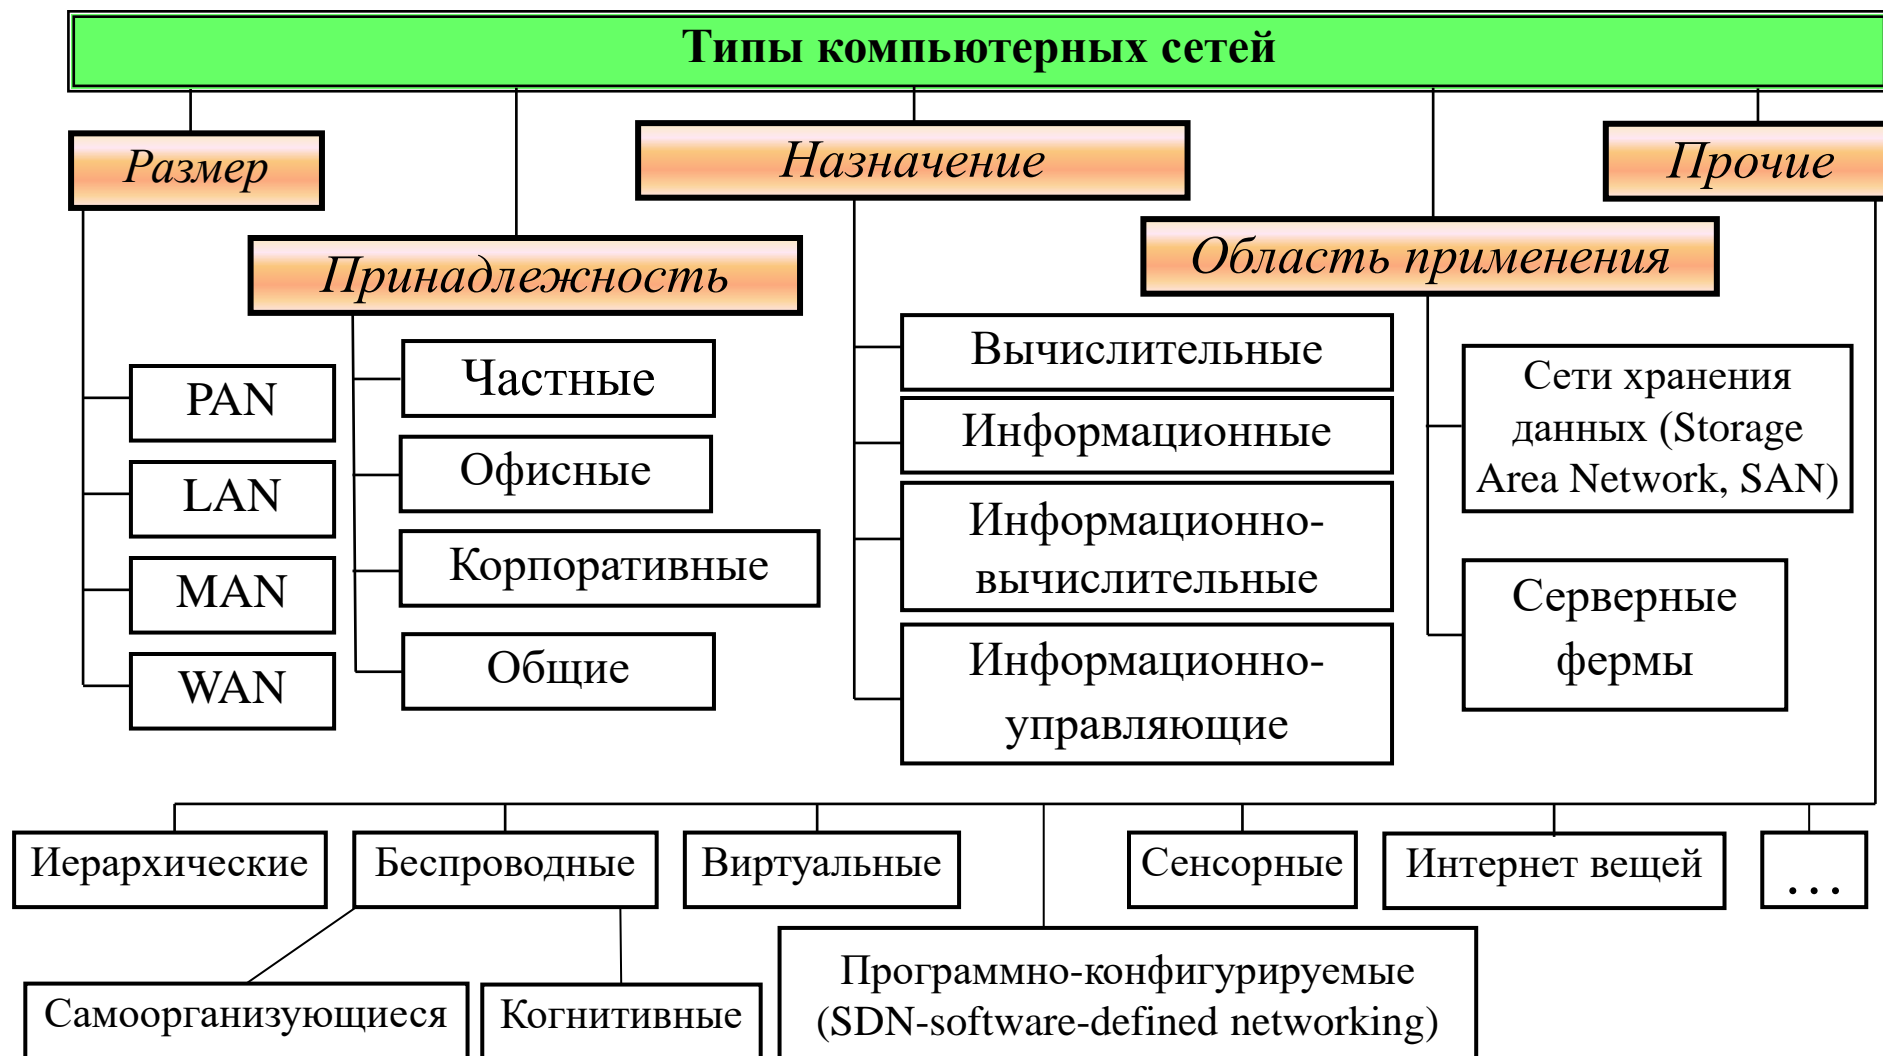 Типы компьютерных сетей
Размер
Назначение
Прочие
Принадлежность
Область применения
PAN
LAN
MAN
WAN
Частные
Офисные
Корпоративные
Общие
Вычислительные
Информационные
Информационно-
вычислительные
Информационно-
управляющие
Сети хранения
данных (Storage
Area Network, SAN)
Серверные
фермы
Иерархические
Беспроводные
Виртуальные
Сенсорные
Интернет вещей
...
Самоорганизующиеся
Когнитивные
Программно-конфигурируемые
(SDN-software-defined networking)